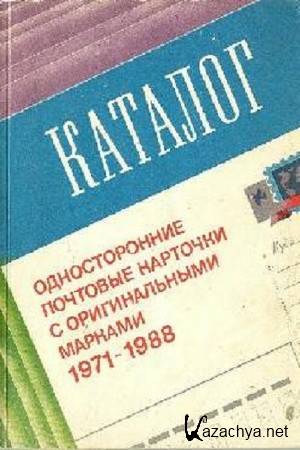 КАТАЛОГ
ОДНОСТОРОННИЕ
ПОЧТОВЫЕ КАРТОЧКИ
С ОРИГИНАЛЬНЫМИ
МАРКАМИ
1971-1988
Kazachya.net